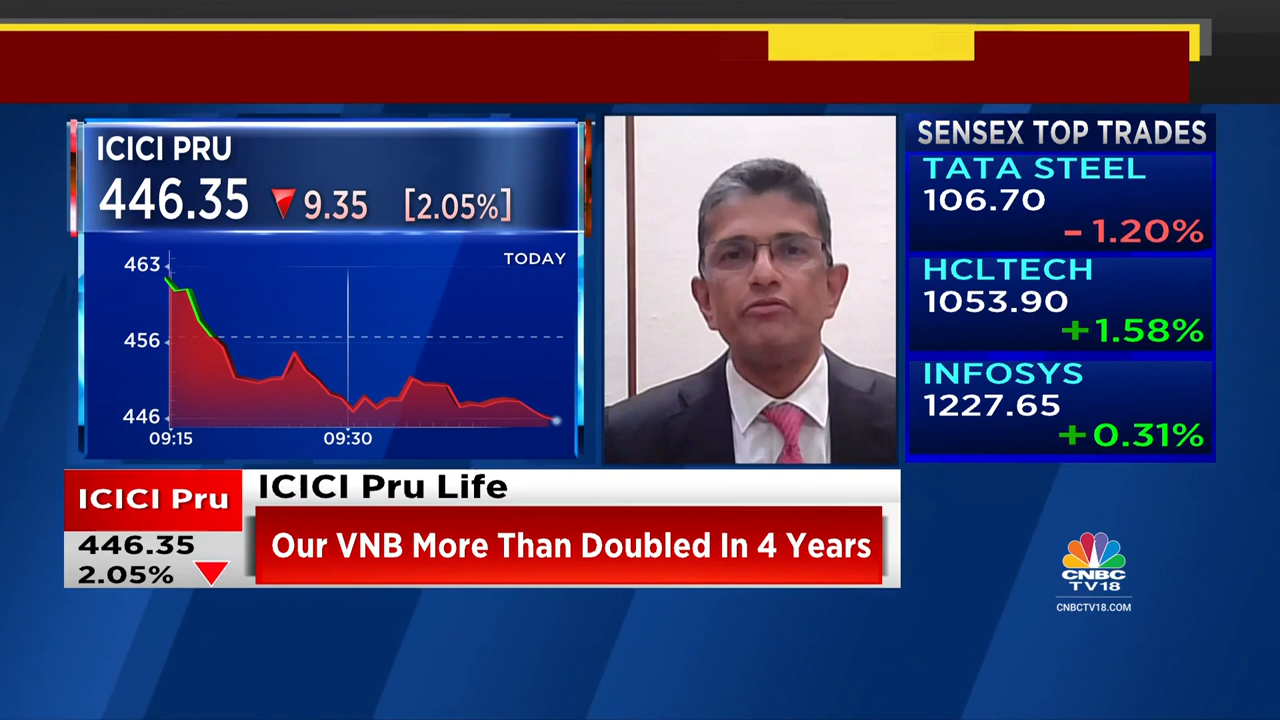 ICICI PRU
446.35 ▼ 9.35 [2.05%]
TODAY
463
456
446
09:15 09:30
SENSEX TOP TRADES
TATA STEEL
106.70
- 1.20%
HCLTECH
1053.90
+ 1.58%
INFOSYS
1227.65
+ 0.31%
ICICI Pru
446.35
2.05% ▼
ICICI Pru Life
Our VNB More Than Doubled In 4 Years
CNBC
TV18
CNBCTV18.COM